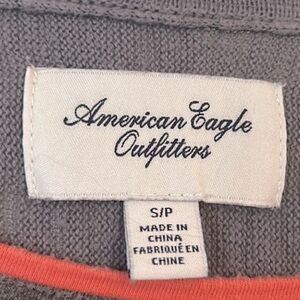 American Eagle
Outfitters
S/P
MADE IN
CHINA
FABRIQUÉ EN
CHINE